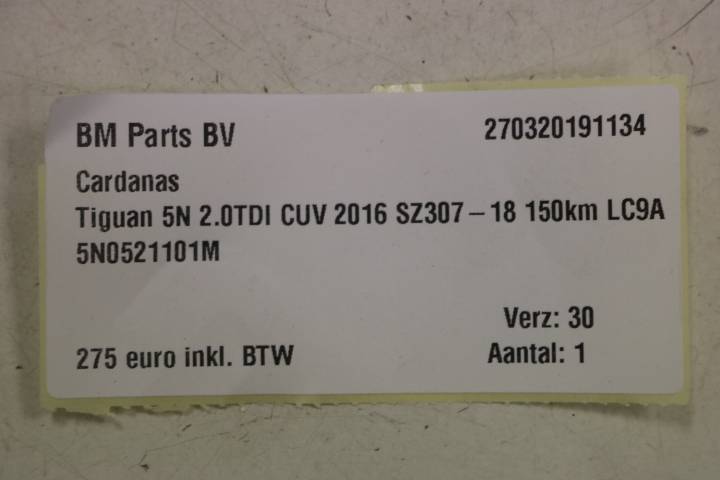 BM Parts BV 270320191134
Cardanas
Tiguan 5N 2.0TDI CUV 2016 SZ307-18 150km LC9A
5N0521101M
Verz: 30
275 euro inkl. BTW Aantal: 1